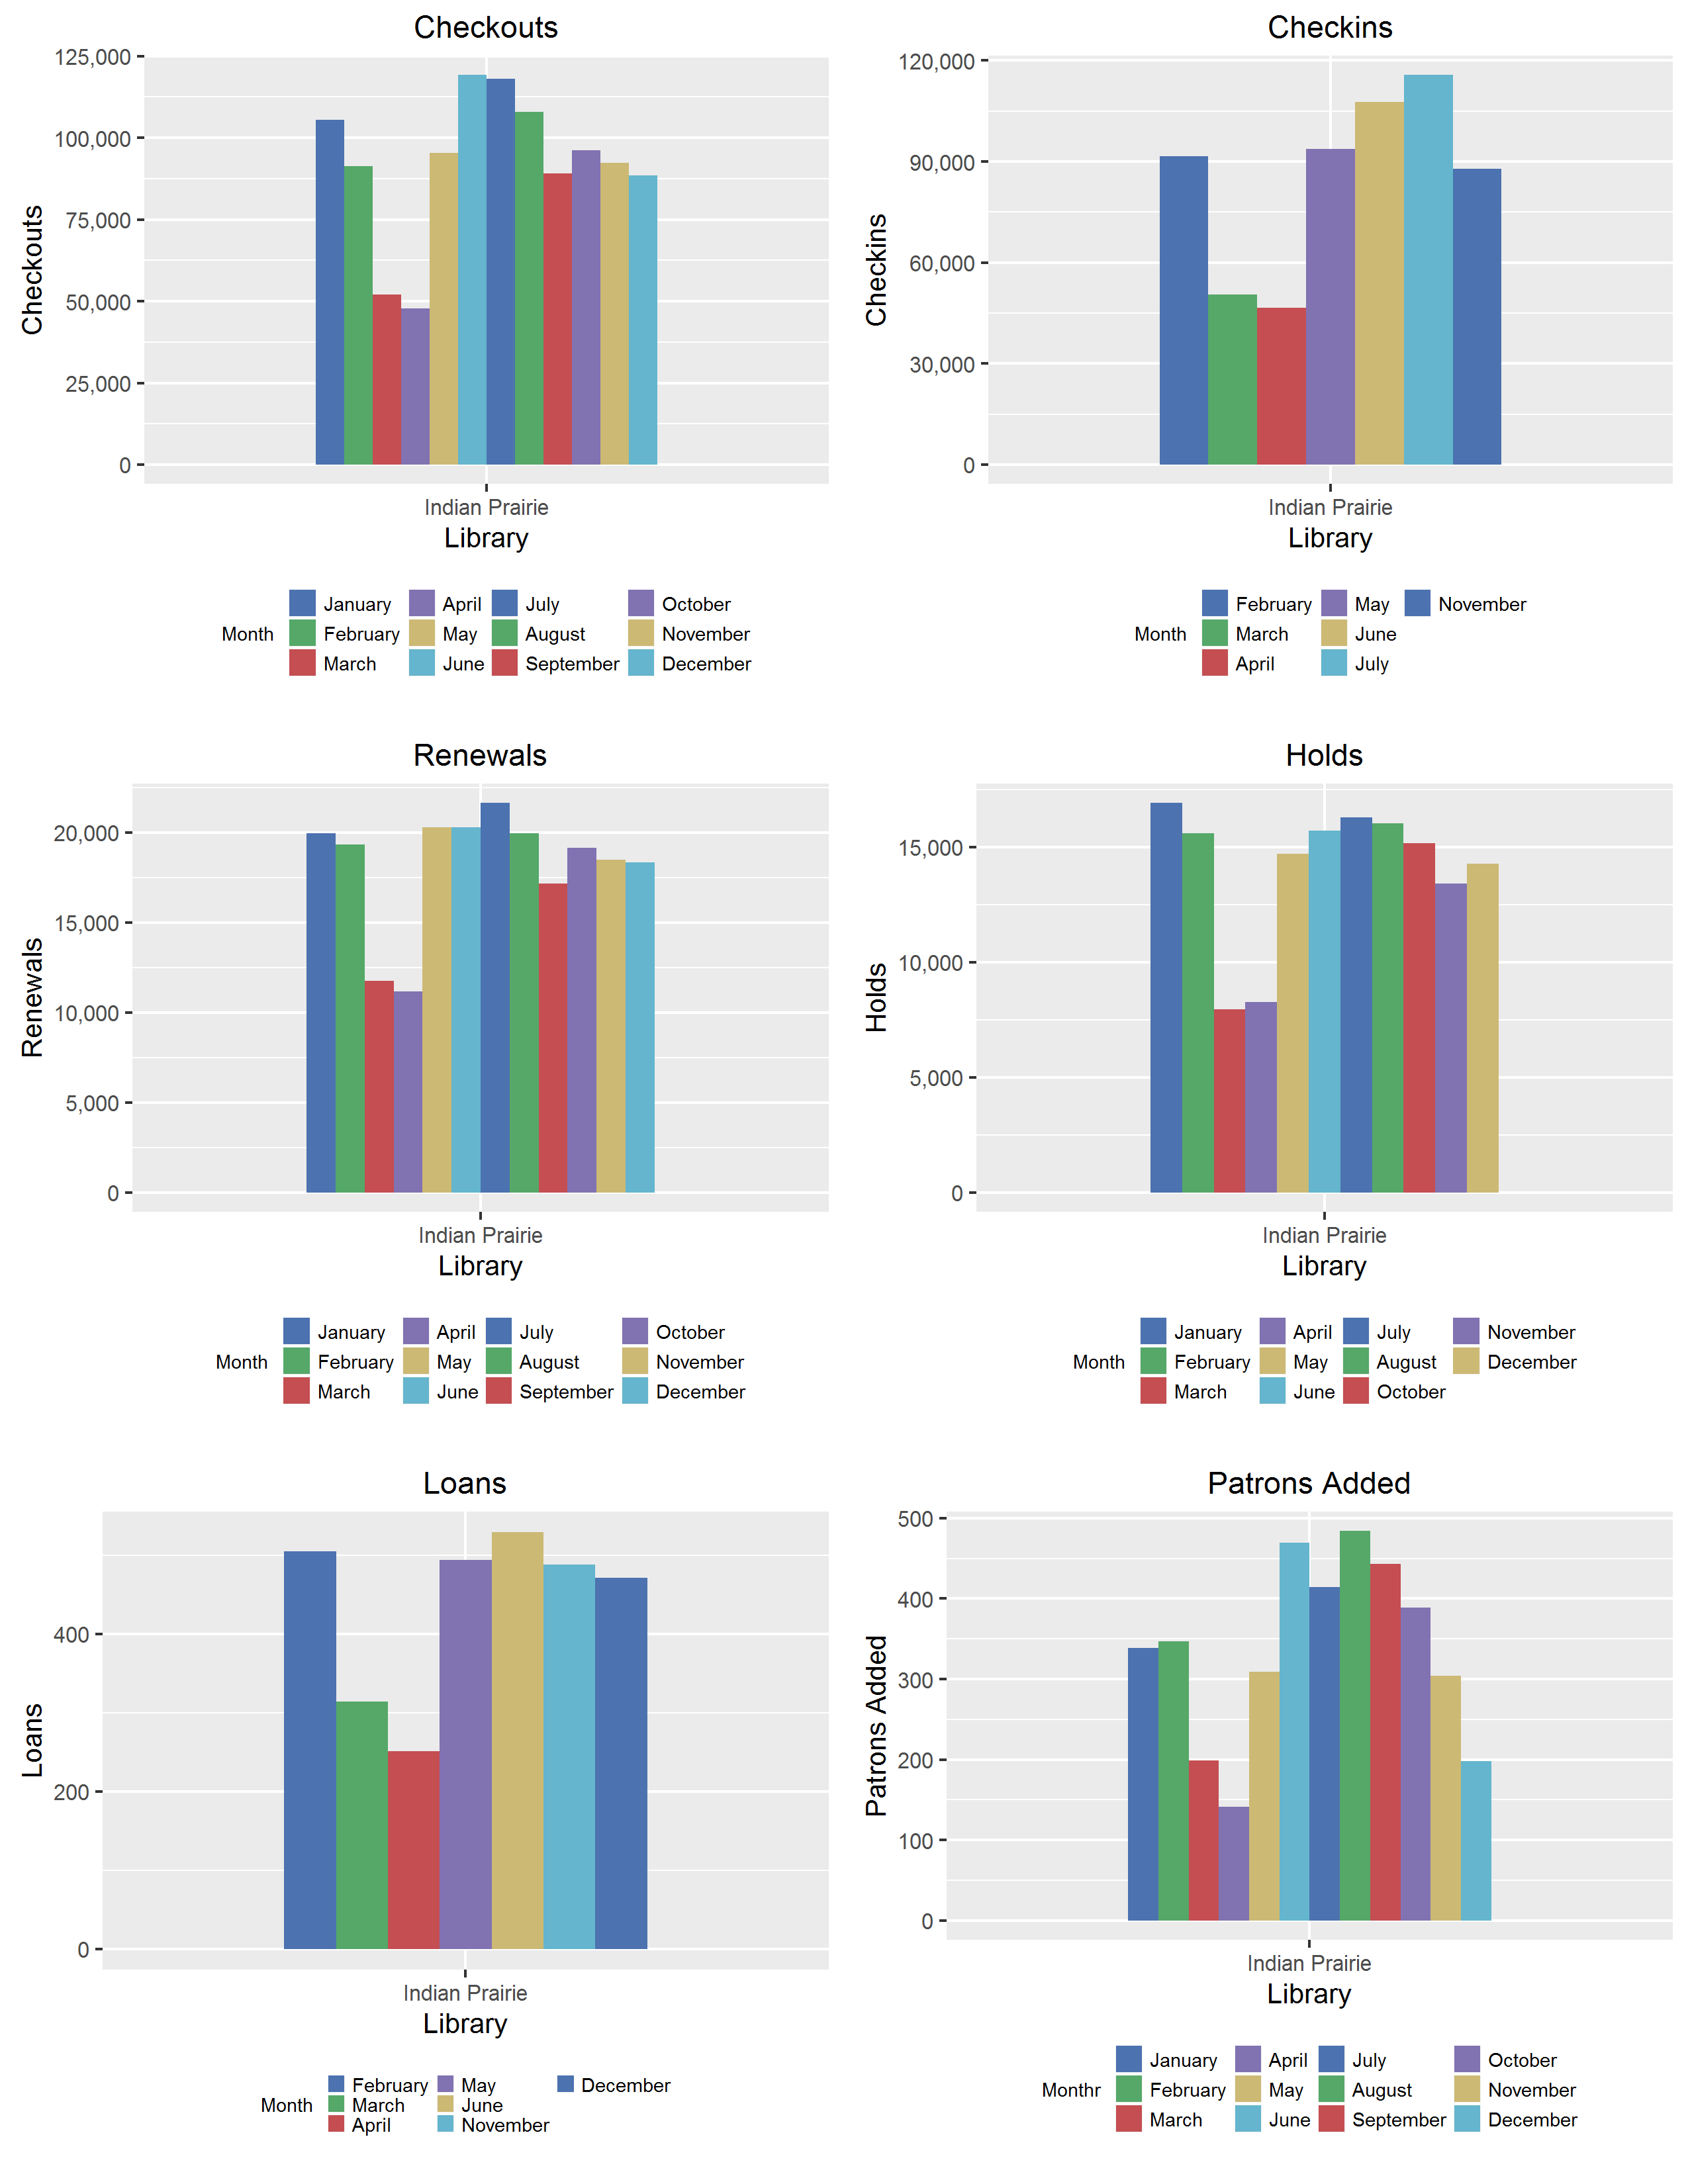 Checkouts
125,000
100,000
75,000
50,000
25,000
0
Checkouts
Indian Prairie
Library
Month
January April July October
February May August November
March June September December
Checkins
120,000
90,000
60,000
30,000
0
Checkins
Indian Prairie
Library
Month
February May November
March June
April July
Renewals
20,000
15,000
10,000
5,000
0
Renewals
Indian Prairie
Library
Month
January April July October
February May August November
March June September December
Holds
15,000
10,000
5,000
0
Holds
Indian Prairie
Library
Month
January April July November
February May August December
March June October
Loans
400
200
0
Loans
Indian Prairie
Library
Month
February May December
March June
April November
Patrons Added
500
400
300
200
100
0
Patrons Added
Indian Prairie
Library
Monthr
January April July October
February May August November
March June September December